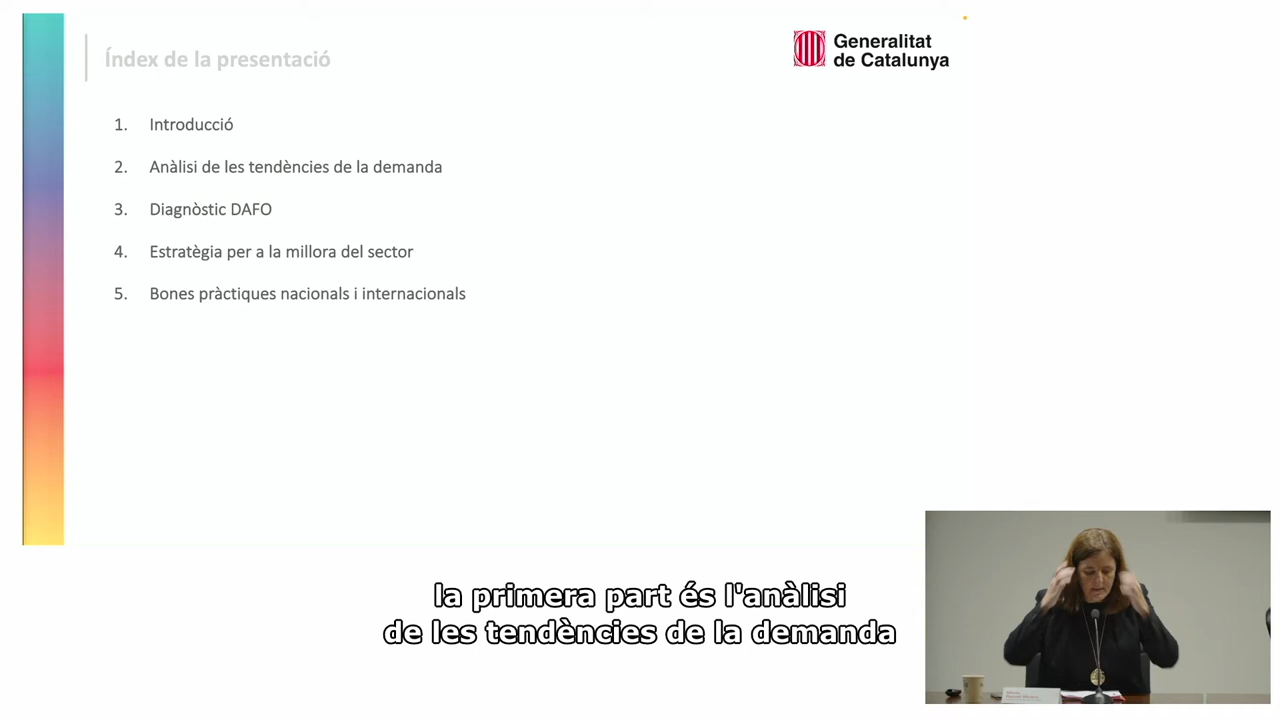 Índex de la presentació
Generalitat
de Catalunya
1. Introducció
2. Anàlisi de les tendències de la demanda
3. Diagnòstic DAFO
4. Estratègia per a la millora del sector
5. Bones pràctiques nacionals i internacionals
la primera part és l'anàlisi
de les tendències de la demanda